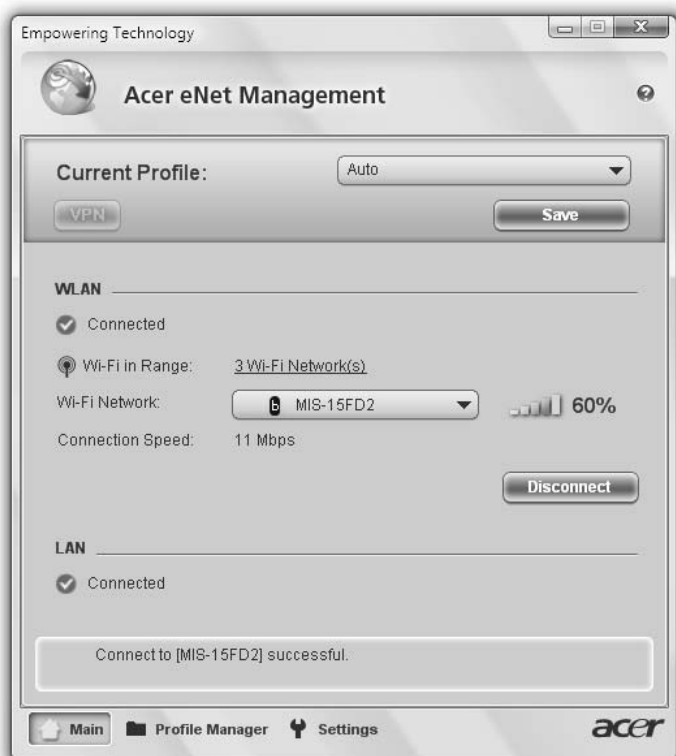 Empowering Technology
Acer eNet Management
Current Profile: Auto
VPN Save
WLAN
Connected
Wi-Fi in Range: 3 Wi-Fi Network(s)
Wi-Fi Network: b MIS-15FD2 60%
Connection Speed: 11 Mbps
Disconnect
LAN
Connected
Connect to [MIS-15FD2] successful.
Main Profile Manager Settings acer